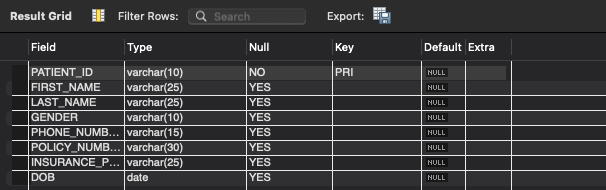 Result Grid Filter Rows: Search Export:
Field Type Null Key Default Extra
PATIENT_ID varchar(10) NO PRI NULL
FIRST_NAME varchar(25) YES NULL
LAST_NAME varchar(25) YES NULL
GENDER varchar(10) YES NULL
PHONE_NUMB... varchar(15) YES NULL
POLICY_NUMB... varchar(30) YES NULL
INSURANCE_P... varchar(25) YES NULL
DOB date YES NULL